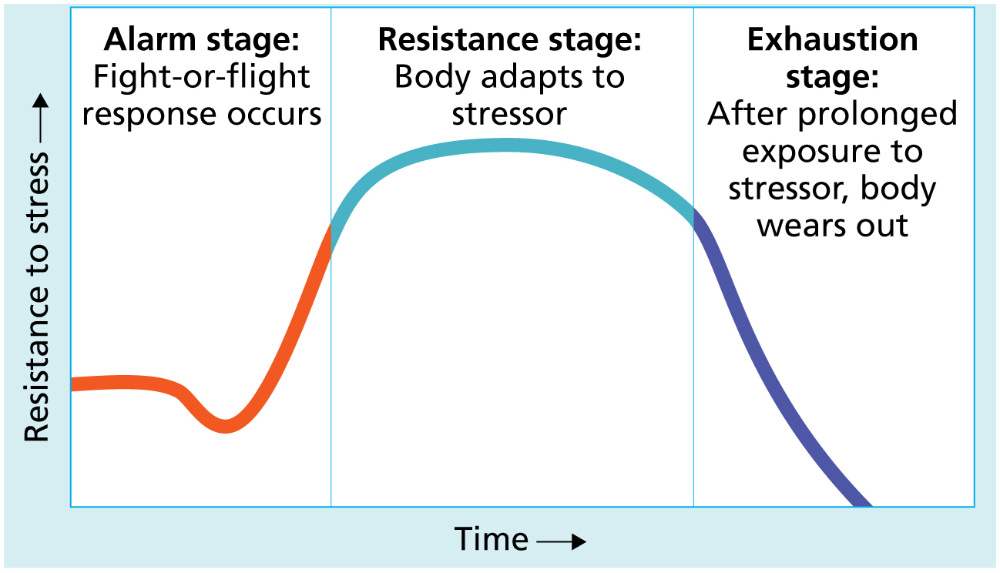 Alarm stage:
Fight-or-flight
response occurs
Resistance stage:
Body adapts to
stressor
Exhaustion
stage:
After prolonged
exposure to
stressor, body
wears out
Resistance to stress
Time